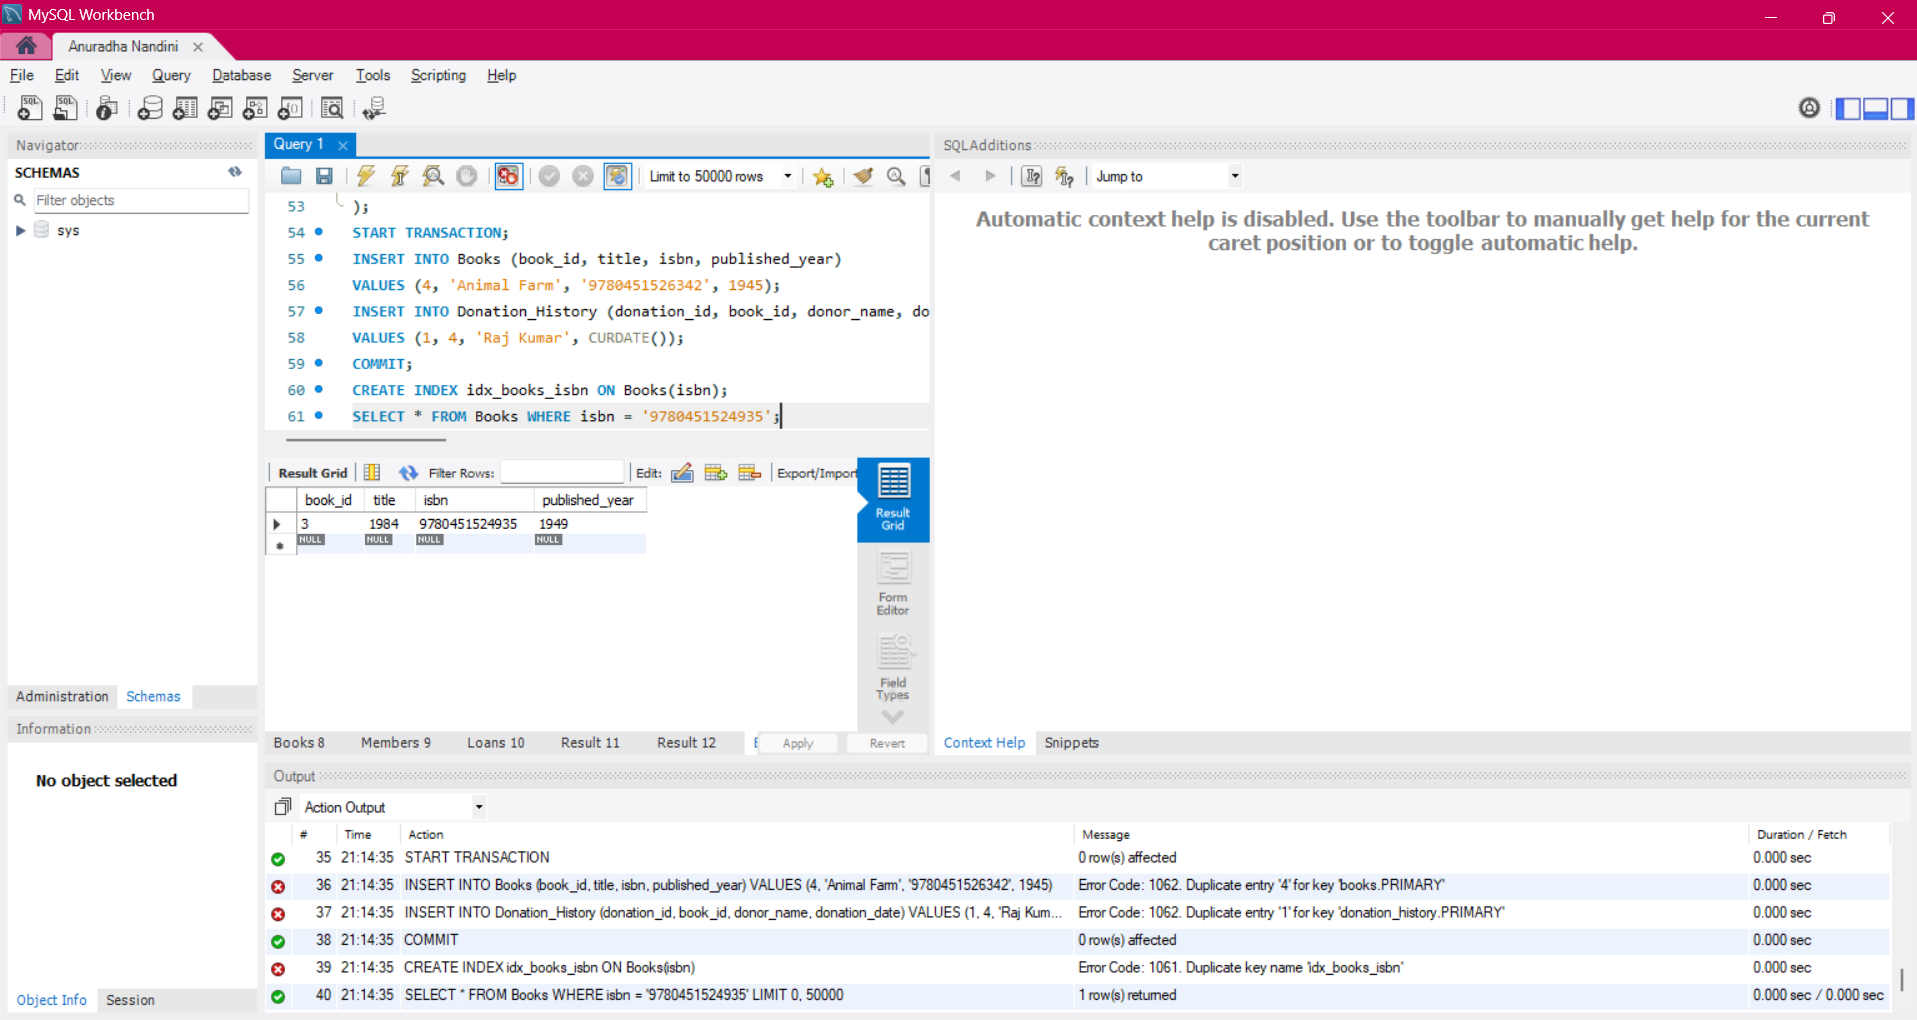 MySQL Workbench
Anuradha Nandini
File Edit View Query Database Server Tools Scripting Help
Navigator
SCHEMAS
Filter objects
sys
Administration Schemas
Information
No object selected
Object Info Session
Query 1
Limit to 50000 rows
53 );
54 START TRANSACTION;
55 INSERT INTO Books (book_id, title, isbn, published_year)
56 VALUES (4, 'Animal Farm', '9780451526342', 1945);
57 INSERT INTO Donation_History (donation_id, book_id, donor_name, do
58 VALUES (1, 4, 'Raj Kumar', CURDATE());
59 COMMIT;
60 CREATE INDEX idx_books_isbn ON Books(isbn);
61 SELECT * FROM Books WHERE isbn = '9780451524935';
Result Grid Filter Rows: Edit: Export/Import
book_id title isbn published_year
3 1984 9780451524935 1949
NULL NULL NULL NULL
Result
Grid
Form
Editor
Field
Types
Books 8 Members 9 Loans 10 Result 11 Result 12 Apply Revert
SQLAdditions
Jump to
Automatic context help is disabled. Use the toolbar to manually get help for the current
caret position or to toggle automatic help.
Context Help Snippets
Output
Action Output
# Time Action Message Duration / Fetch
35 21:14:35 START TRANSACTION 0 row(s) affected 0.000 sec
36 21:14:35 INSERT INTO Books (book_id, title, isbn, published_year) VALUES (4, 'Animal Farm', '9780451526342', 1945) Error Code: 1062. Duplicate entry '4' for key 'books.PRIMARY' 0.000 sec
37 21:14:35 INSERT INTO Donation_History (donation_id, book_id, donor_name, donation_date) VALUES (1, 4, 'Raj Kum... Error Code: 1062. Duplicate entry '1' for key 'donation_history.PRIMARY' 0.000 sec
38 21:14:35 COMMIT 0 row(s) affected 0.000 sec
39 21:14:35 CREATE INDEX idx_books_isbn ON Books(isbn) Error Code: 1061. Duplicate key name 'idx_books_isbn' 0.000 sec
40 21:14:35 SELECT * FROM Books WHERE isbn = '9780451524935' LIMIT 0, 50000 1 row(s) returned 0.000 sec / 0.000 sec